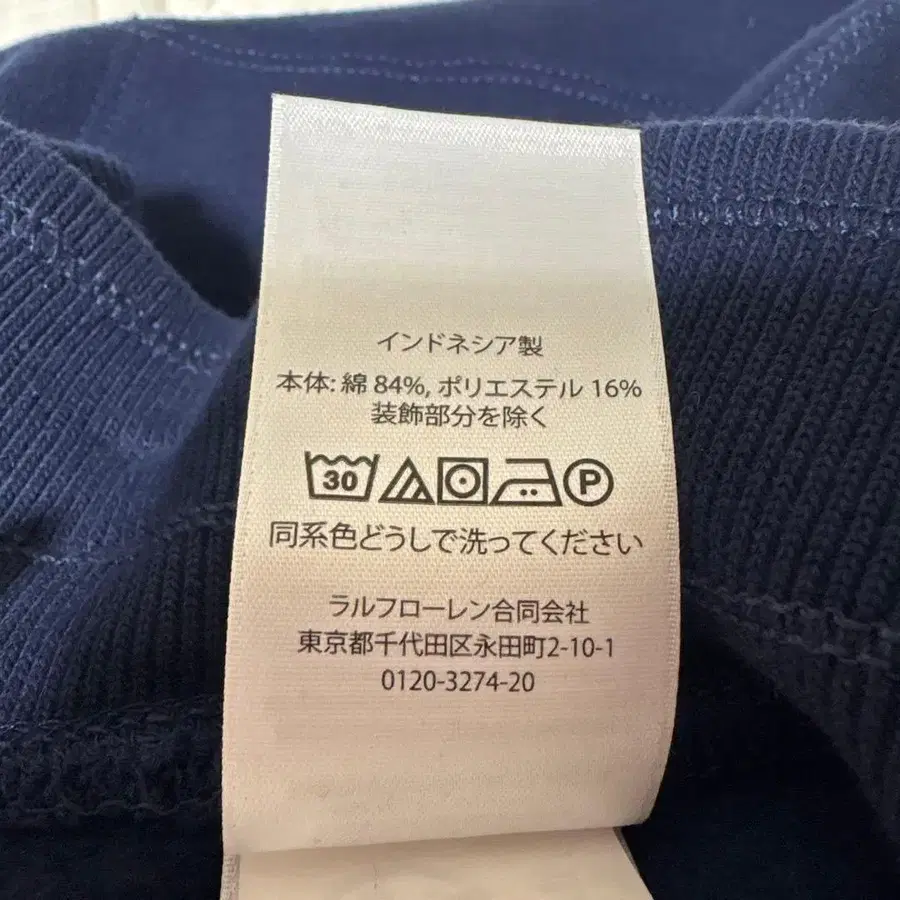 インドネシア製
本体: 綿 84%, ポリエステル 16%
装飾部分を除く
30 P
同系色どうしで洗ってください
ラルフローレン合同会社
東京都千代田区永田町2-10-1
0120-3274-20